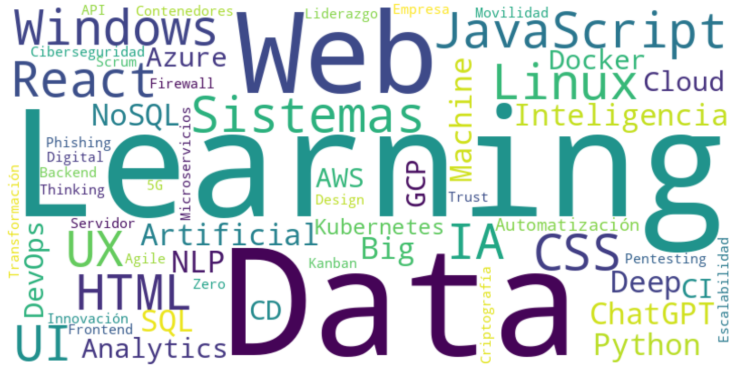 API
Contenedores
Liderazgo
Empresa
Movilidad
Windows
Web
JavaScript
Ciberseguridad
Scrum
Azure
Docker
React
Firewall
Linux
Cloud
Machine
NoSQL
Sistemas
Inteligencia
Microservicios
Learning
Phishing
Digital
Backend
Thinking
5G
AWS
Design
GCP
Trust
Transformación
Servidor
Artificial
Kubernetes
Automatización
DevOps
UX
Agile
NLP
Big
IA
CSS
Pentesting
Kanban
Zero
Data
HTML
Criptografía
Deep
CI
Escalabilidad
CD
Innovación
Frontend
SQL
ChatGPT
UI
Analytics
Python